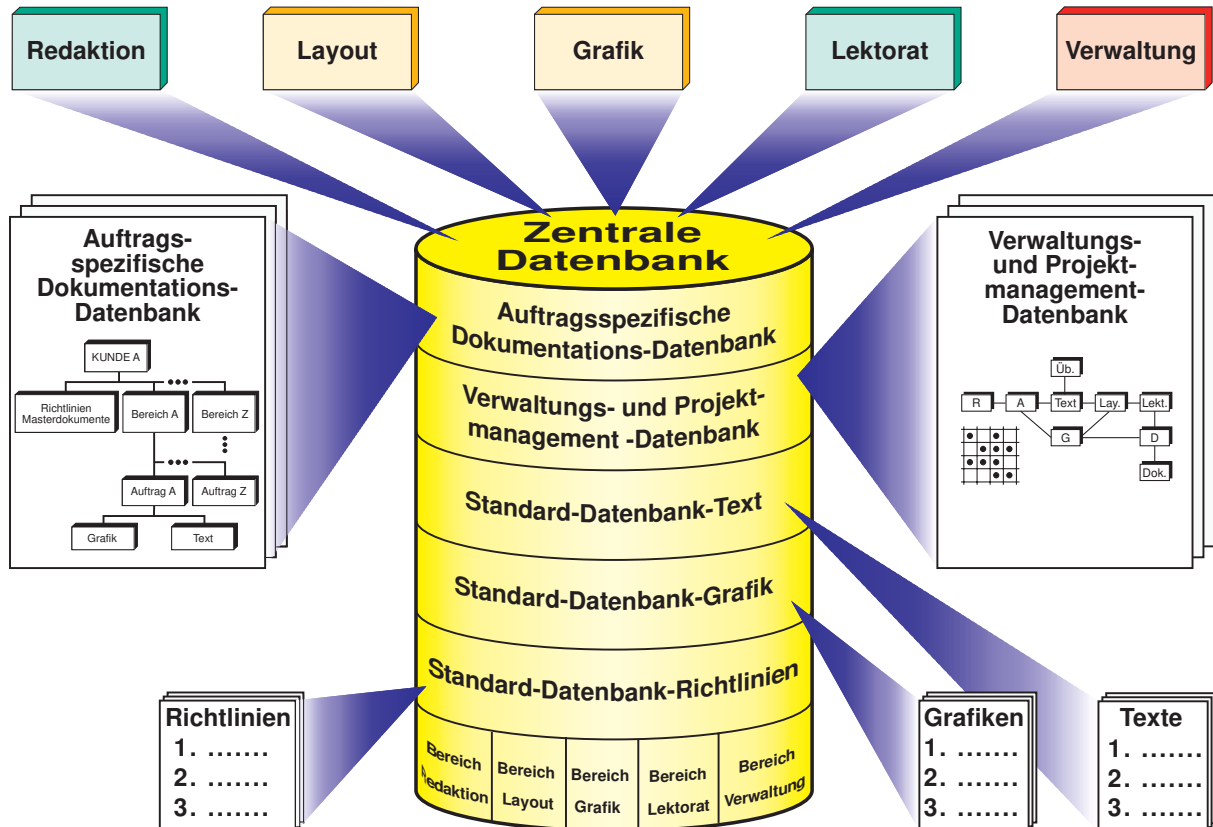 Redaktion
Layout
Grafik
Lektorat
Verwaltung
Zentrale
Datenbank
Auftragsspezifische
Dokumentations-Datenbank
Verwaltungs- und Projekt-
management -Datenbank
Standard-Datenbank-Text
Standard-Datenbank-Grafik
Standard-Datenbank-Richtlinien
Bereich
Redaktion
Bereich
Layout
Bereich
Grafik
Bereich
Lektorat
Bereich
Verwaltung
Auftrags-
spezifische
Dokumentations-
Datenbank
KUNDE A
Richtlinien
Masterdokumente
Bereich A
Bereich Z
Auftrag A
Auftrag Z
Grafik
Text
Verwaltungs-
und Projekt-
management-
Datenbank
Üb.
R
A
Text
Lay.
Lekt.
G
D
Dok.
Richtlinien
1. .......
2. .......
3. .......
Grafiken
1. .......
2. .......
3. .......
Texte
1. .......
2. .......
3. .......